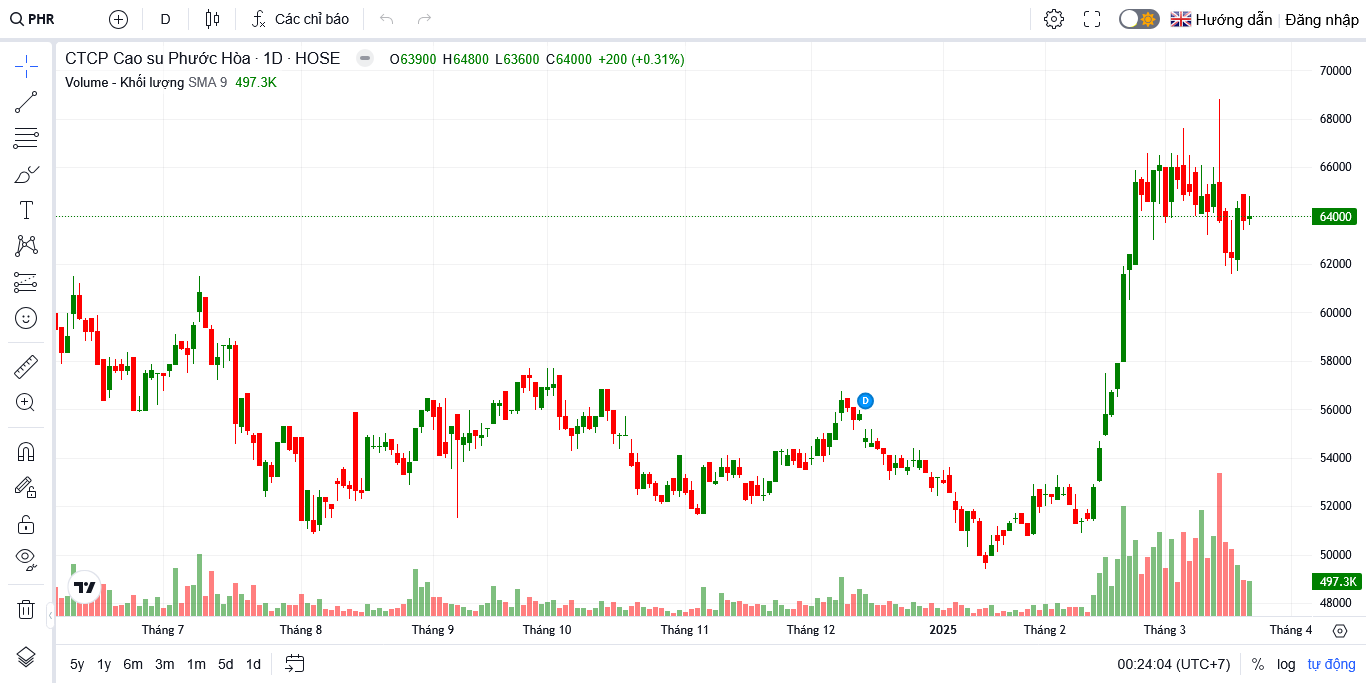 PHR D Các chỉ báo Hướng dẫn Đăng nhập
CTCP Cao su Phước Hòa · 1D · HOSE O63900 H64800 L63600 C64000 +200 (+0.31%)
Volume - Khối lượng SMA 9 497.3K
70000
68000
66000
64000
62000
60000
58000
56000
D
54000
52000
50000
497.3K
48000
Tháng 7 Tháng 8 Tháng 9 Tháng 10 Tháng 11 Tháng 12 2025 Tháng 2 Tháng 3 Tháng 4
5y 1y 6m 3m 1m 5d 1d 00:24:04 (UTC+7) % log tự động